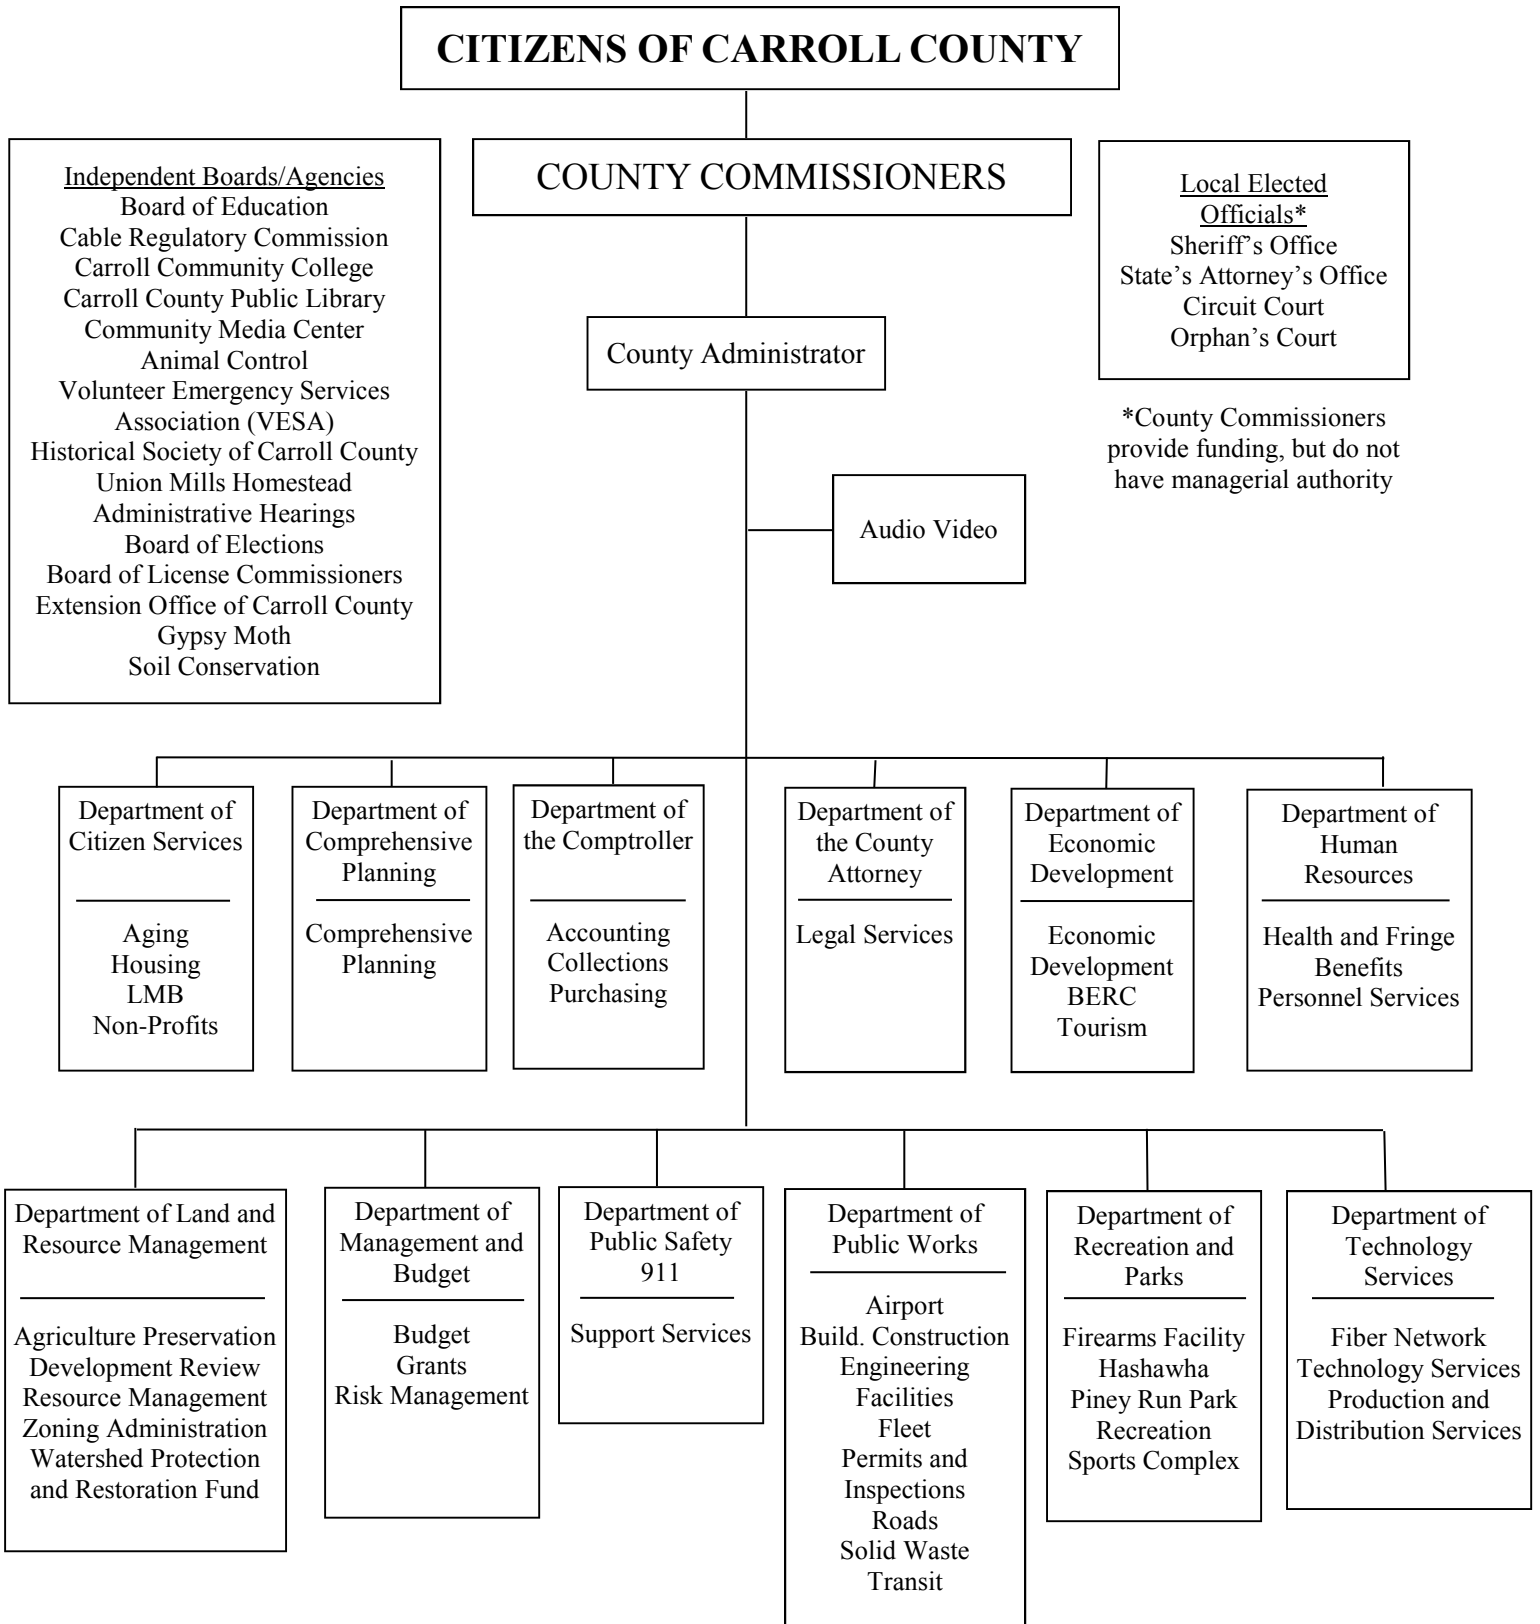 CITIZENS OF CARROLL COUNTY
COUNTY COMMISSIONERS
Independent Boards/Agencies
Board of Education
Cable Regulatory Commission
Carroll Community College
Carroll County Public Library
Community Media Center
Animal Control
Volunteer Emergency Services
Association (VESA)
Historical Society of Carroll County
Union Mills Homestead
Administrative Hearings
Board of Elections
Board of License Commissioners
Extension Office of Carroll County
Gypsy Moth
Soil Conservation
Local Elected
Officials*
Sheriff’s Office
State’s Attorney’s Office
Circuit Court
Orphan’s Court
*County Commissioners
provide funding, but do not
have managerial authority
County Administrator
Audio Video
Department of
Citizen Services
Aging
Housing
LMB
Non-Profits
Department of
Comprehensive
Planning
Comprehensive
Planning
Department of
the Comptroller
Accounting
Collections
Purchasing
Department of
the County
Attorney
Legal Services
Department of
Economic
Development
Economic
Development
BERC
Tourism
Department of
Human
Resources
Health and Fringe
Benefits
Personnel Services
Department of Land and
Resource Management
Agriculture Preservation
Development Review
Resource Management
Zoning Administration
Watershed Protection
and Restoration Fund
Department of
Management and
Budget
Budget
Grants
Risk Management
Department of
Public Safety
911
Support Services
Department of
Public Works
Airport
Build. Construction
Engineering
Facilities
Fleet
Permits and
Inspections
Roads
Solid Waste
Transit
Department of
Recreation and
Parks
Firearms Facility
Hashawha
Piney Run Park
Recreation
Sports Complex
Department of
Technology
Services
Fiber Network
Technology Services
Production and
Distribution Services